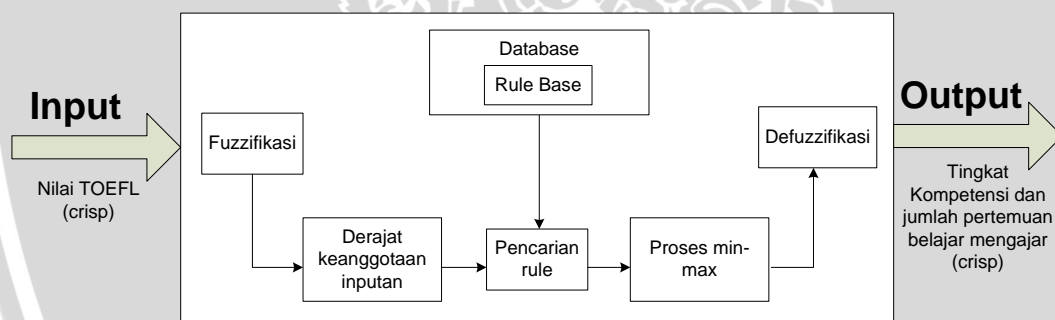 Input
Nilai TOEFL
(crisp)
Database
Rule Base
Fuzzifikasi
Derajat
keanggotaan
inputan
Pencarian
rule
Proses min-
max
Defuzzifikasi
Output
Tingkat
Kompetensi dan
jumlah pertemuan
belajar mengajar
(crisp)